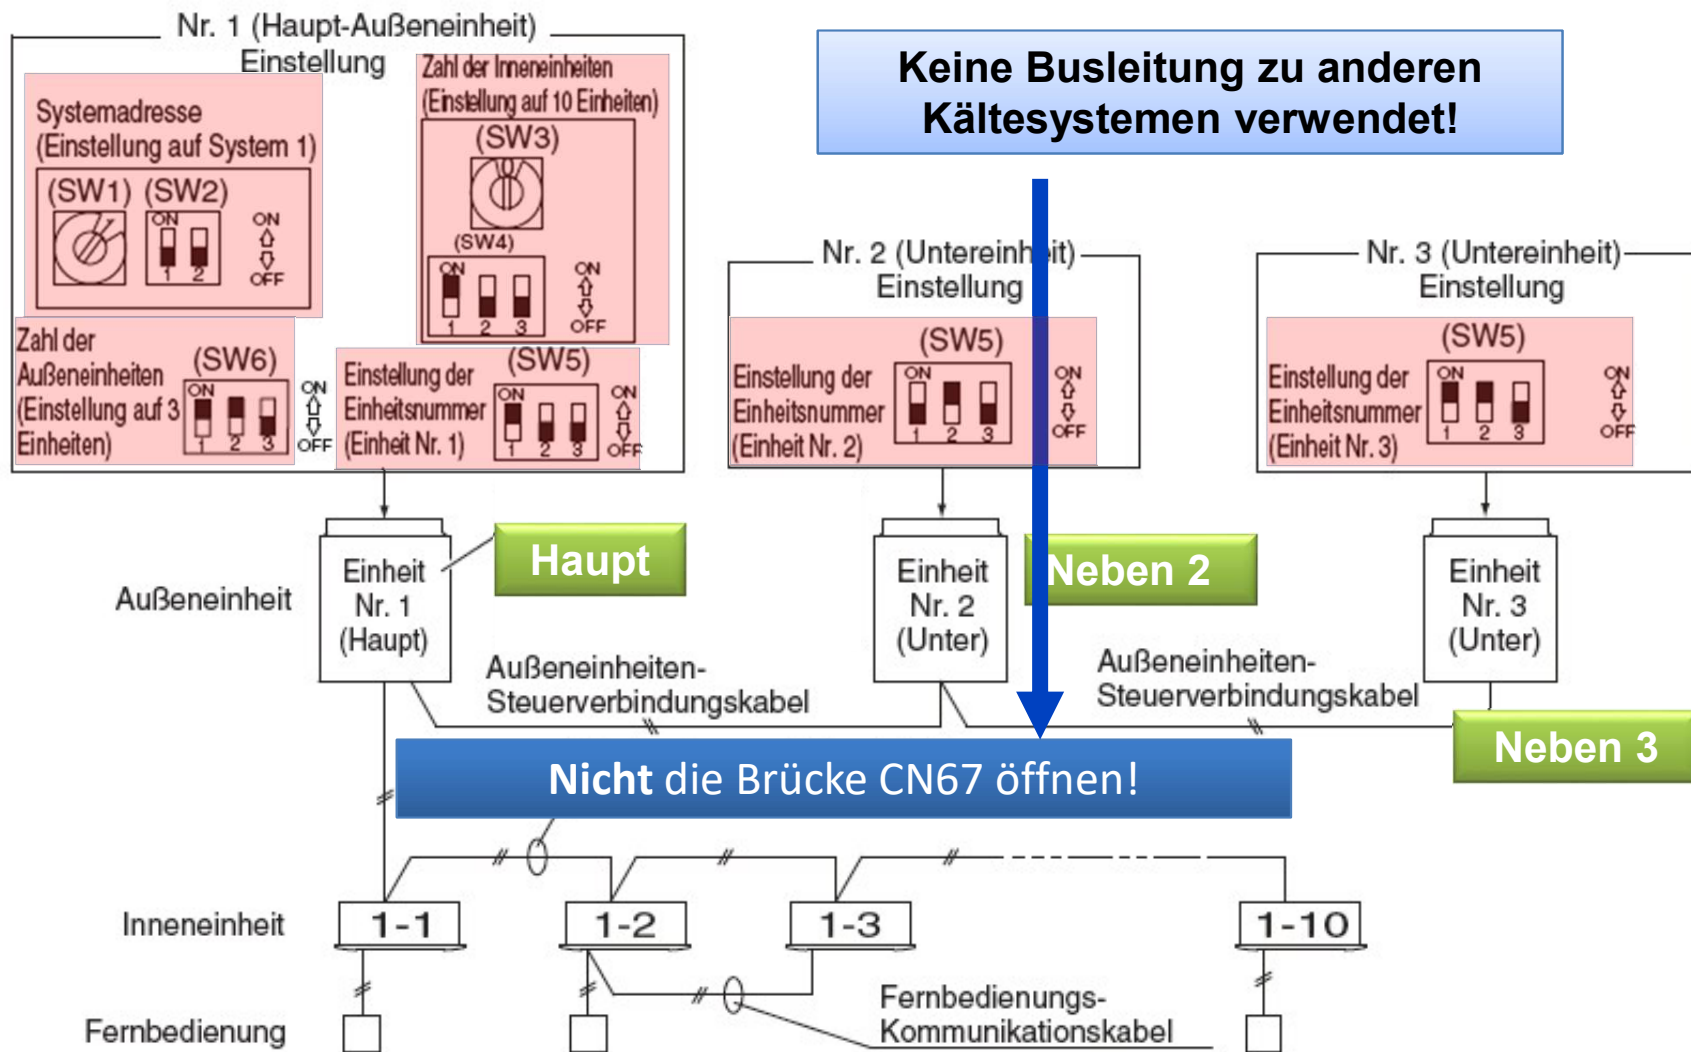 Nr. 1 (Haupt-Außeneinheit)
Einstellung
Systemadresse
(Einstellung auf System 1)
(SW1) (SW2)
ON
1 2
ON
OFF
Zahl der Inneneinheiten
(Einstellung auf 10 Einheiten)
(SW3)
0
(SW4)
ON
1 2 3
ON
OFF
Zahl der
Außeneinheiten
(Einstellung auf 3
Einheiten)
(SW6)
ON
1 2 3
ON
OFF
Einstellung der
Einheitsnummer
(Einheit Nr. 1)
(SW5)
ON
1 2 3
ON
OFF
Keine Busleitung zu anderen
Kältesystemen verwendet!
Nr. 2 (Untereinheit)
Einstellung
Einstellung der
Einheitsnummer
(Einheit Nr. 2)
(SW5)
ON
1 2 3
ON
OFF
Nr. 3 (Untereinheit)
Einstellung
Einstellung der
Einheitsnummer
(Einheit Nr. 3)
(SW5)
ON
1 2 3
ON
OFF
Außeneinheit
Einheit
Nr. 1
(Haupt)
Haupt
Einheit
Nr. 2
(Unter)
Neben 2
Einheit
Nr. 3
(Unter)
Neben 3
Außeneinheiten-
Steuerverbindungskabel
Außeneinheiten-
Steuerverbindungskabel
Nicht die Brücke CN67 öffnen!
Inneneinheit
1-1
1-2
1-3
1-10
Fernbedienung
Fernbedienungs-
Kommunikationskabel